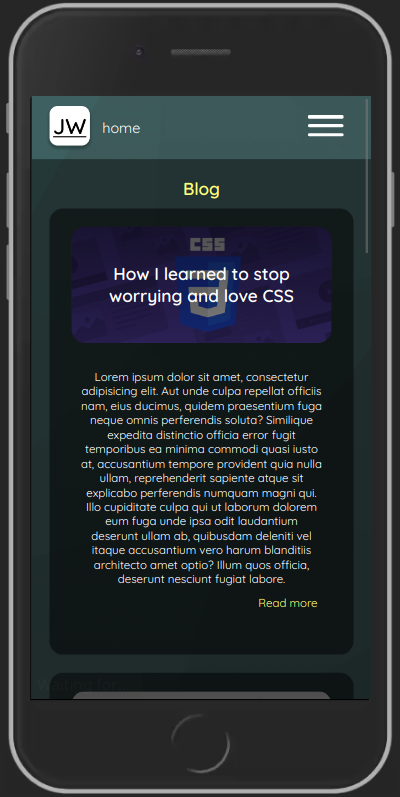 JW
home
Blog
CSS
How I learned to stop
worrying and love CSS
Lorem ipsum dolor sit amet, consectetur
adipisicing elit. Aut unde culpa repellat officiis
nam, eius ducimus, quidem praesentium fuga
neque omnis perferendis soluta? Similique
expedita distinctio officia error fugit
temporibus ea minima commodi quasi iusto
at, accusantium tempore provident quia nulla
ullam, reprehenderit sapiente atque sit
explicabo perferendis numquam magni qui.
Illo cupiditate culpa qui ut laborum dolorem
eum fuga unde ipsa odit laudantium
deserunt ullam ab, quibusdam deleniti vel
itaque accusantium vero harum blanditiis
architecto amet optio? Illum quos officia,
deserunt nesciunt fugiat labore.
Read more
Waiting for...